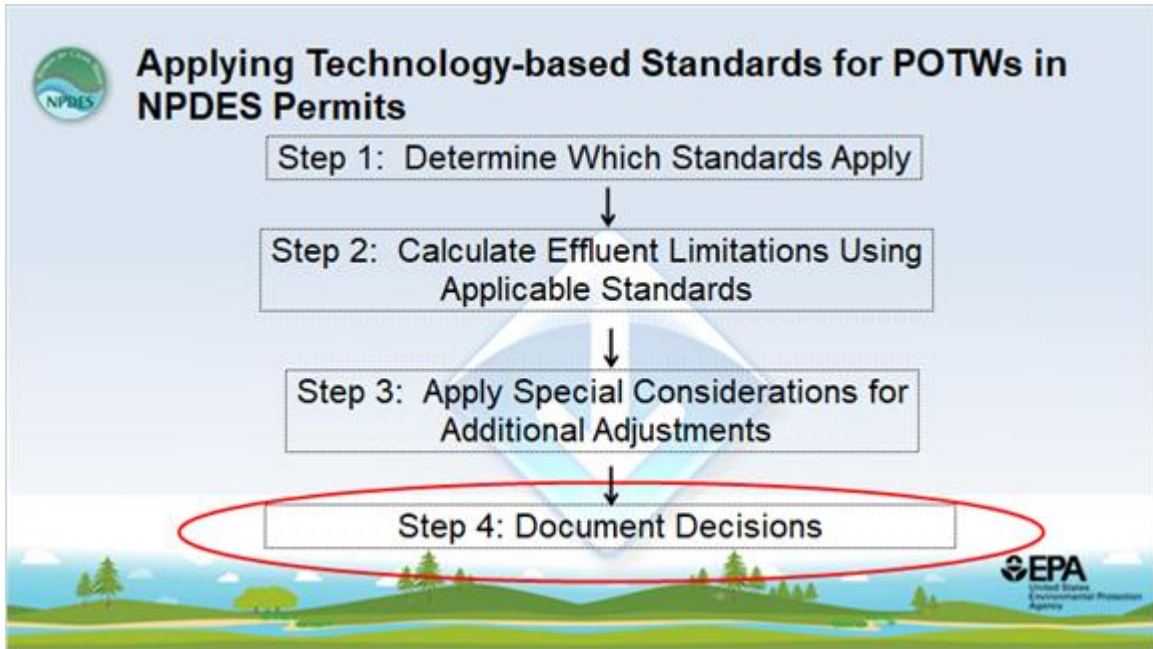 Applying Technology-based Standards for POTWs in
NPDES Permits
NPDES
Step 1: Determine Which Standards Apply
Step 2: Calculate Effluent Limitations Using
Applicable Standards
Step 3: Apply Special Considerations for
Additional Adjustments
Step 4: Document Decisions
EPA
United States
Environmental Protection
Agency